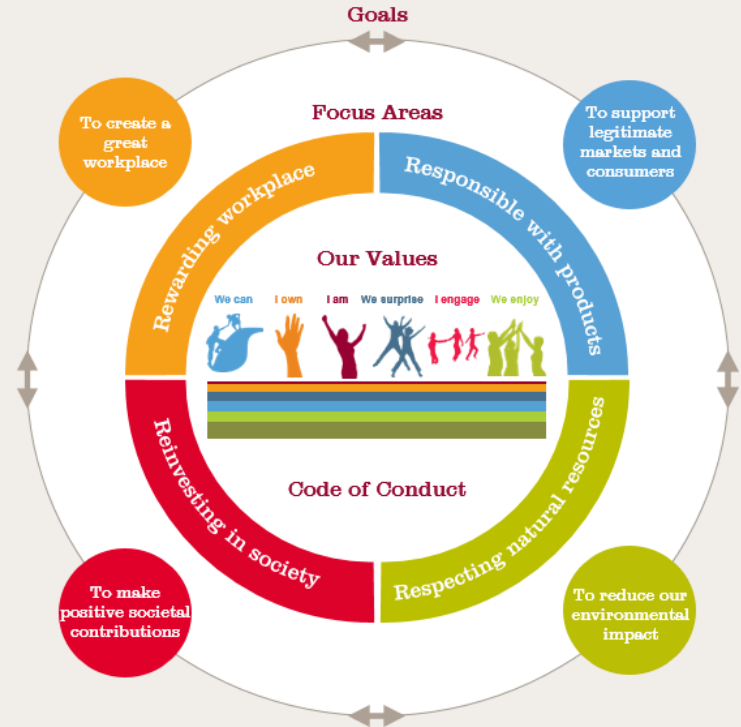 Goals
To create a
great
workplace
To support
legitimate
markets and
consumers
Focus Areas
Rewarding workplace
Responsible with products
Our Values
We can I own I am We surprise I engage We enjoy
Code of Conduct
Reinvesting in society
Respecting natural resources
To make
positive societal
contributions
To reduce our
environmental
impact